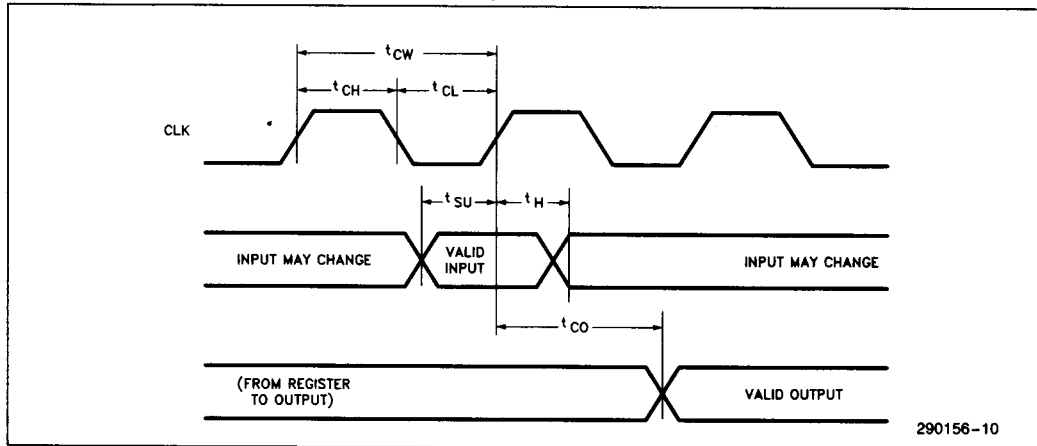 tCW
tCH
tCL
CLK
tSU
tH
INPUT MAY CHANGE
VALID
INPUT
INPUT MAY CHANGE
tCO
(FROM REGISTER
TO OUTPUT)
VALID OUTPUT
290156-10